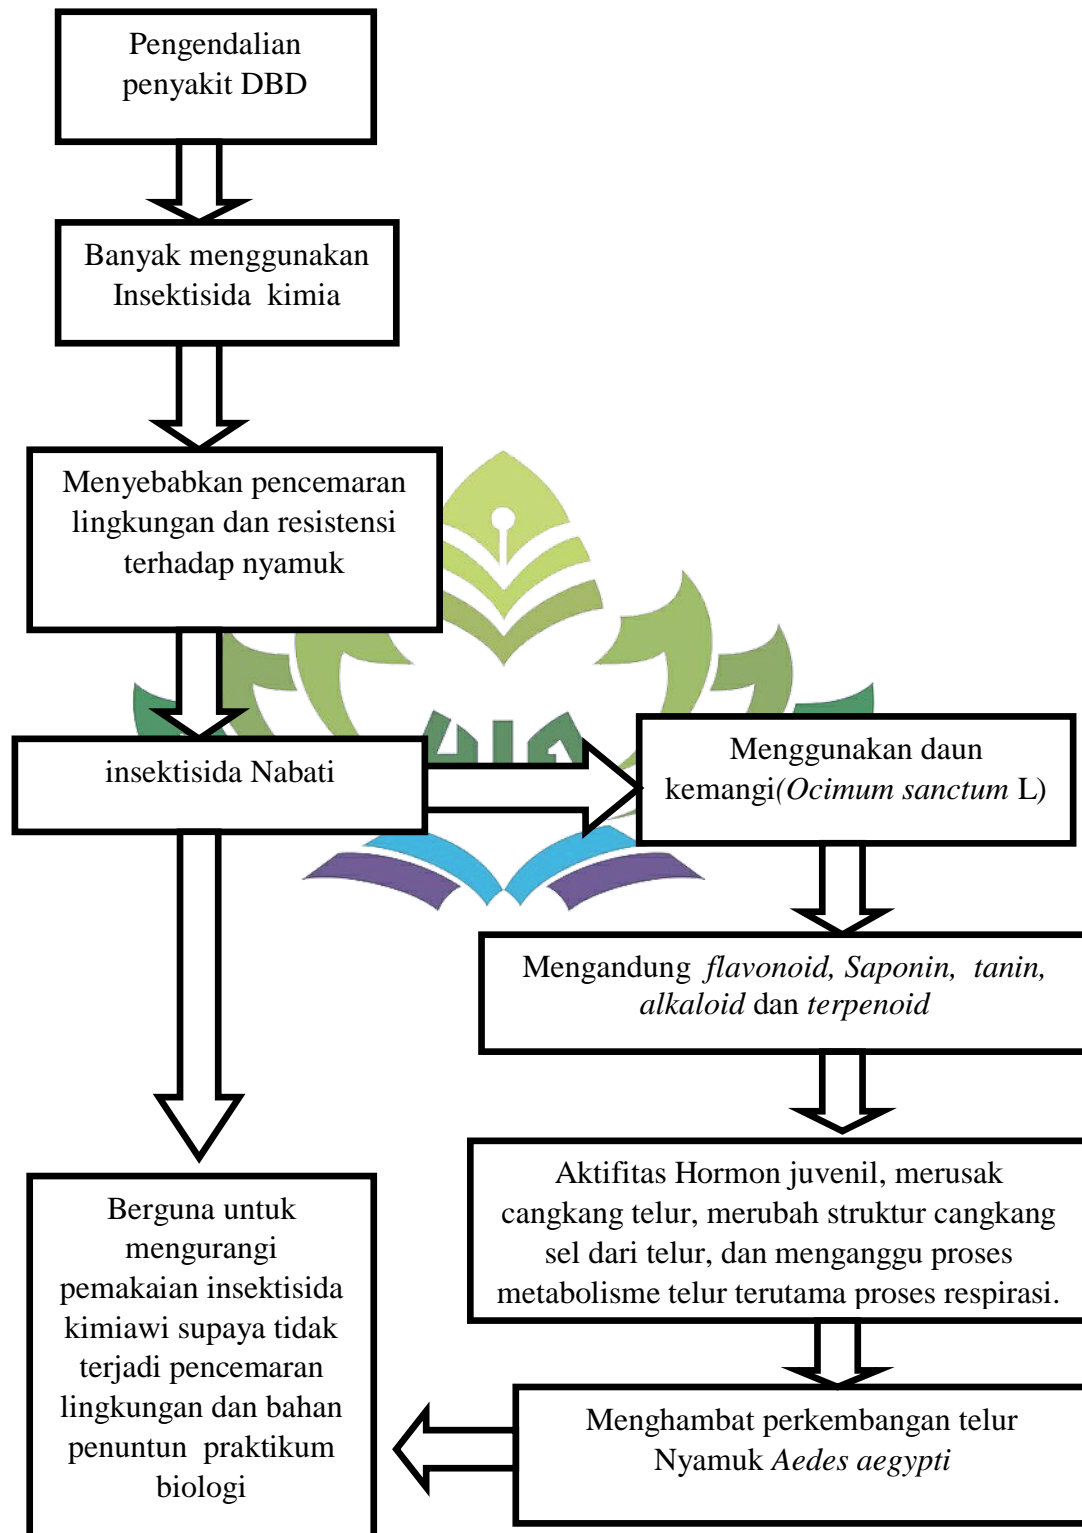 Pengendalian
penyakit DBD
Banyak menggunakan
Insektisida  kimia
Menyebabkan pencemaran
lingkungan dan resistensi
terhadap nyamuk
insektisida Nabati
Menggunakan daun
kemangi(Ocimum sanctum L)
Mengandung  flavonoid, Saponin,  tanin,
alkaloid dan terpenoid
Aktifitas Hormon juvenil, merusak
cangkang telur, merubah struktur cangkang
sel dari telur, dan menganggu proses
metabolisme telur terutama proses respirasi.
Menghambat perkembangan telur
Nyamuk Aedes aegypti
Berguna untuk
mengurangi
pemakaian insektisida
kimiawi supaya tidak
terjadi pencemaran
lingkungan dan bahan
penuntun  praktikum
biologi